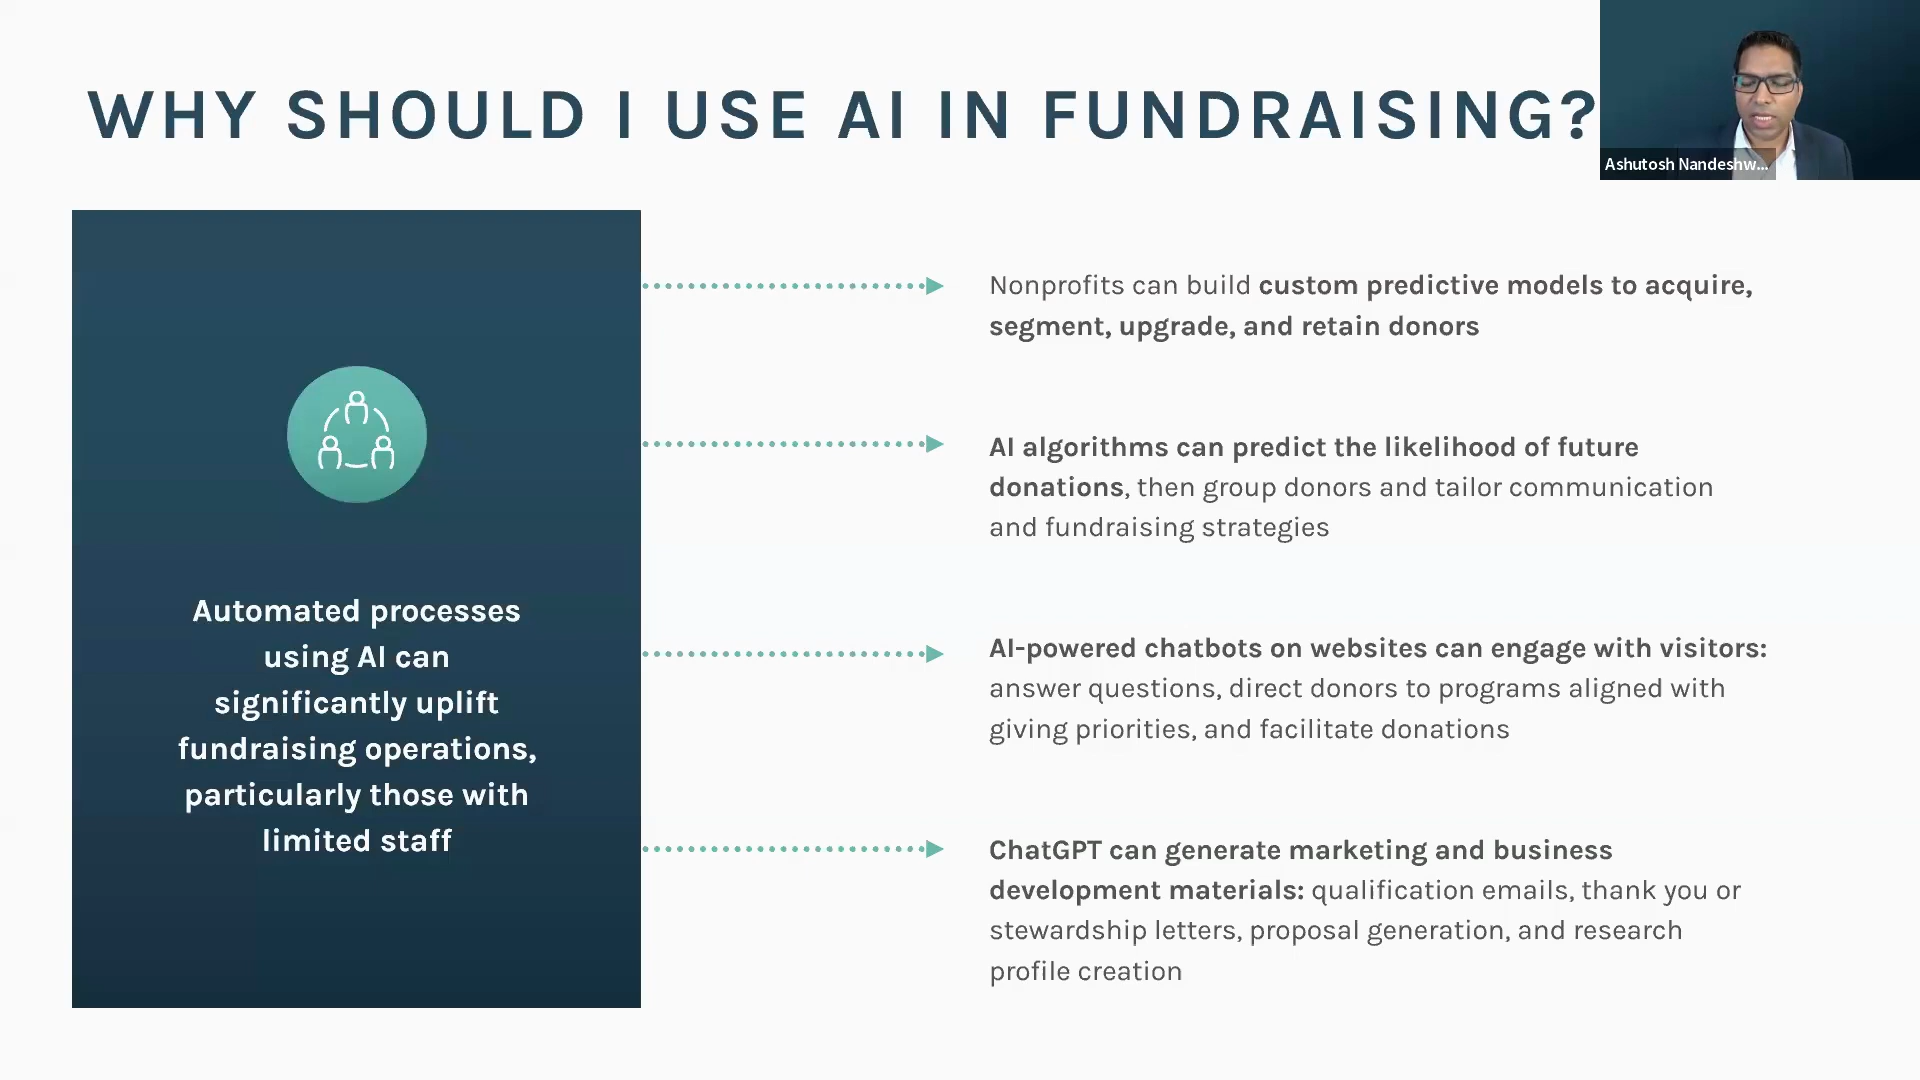 WHY SHOULD I USE AI IN FUNDRAISING?
Ashutosh Nandeshw...
Automated processes
using AI can
significantly uplift
fundraising operations,
particularly those with
limited staff
Nonprofits can build custom predictive models to acquire,
segment, upgrade, and retain donors
AI algorithms can predict the likelihood of future
donations, then group donors and tailor communication
and fundraising strategies
AI-powered chatbots on websites can engage with visitors:
answer questions, direct donors to programs aligned with
giving priorities, and facilitate donations
ChatGPT can generate marketing and business
development materials: qualification emails, thank you or
stewardship letters, proposal generation, and research
profile creation